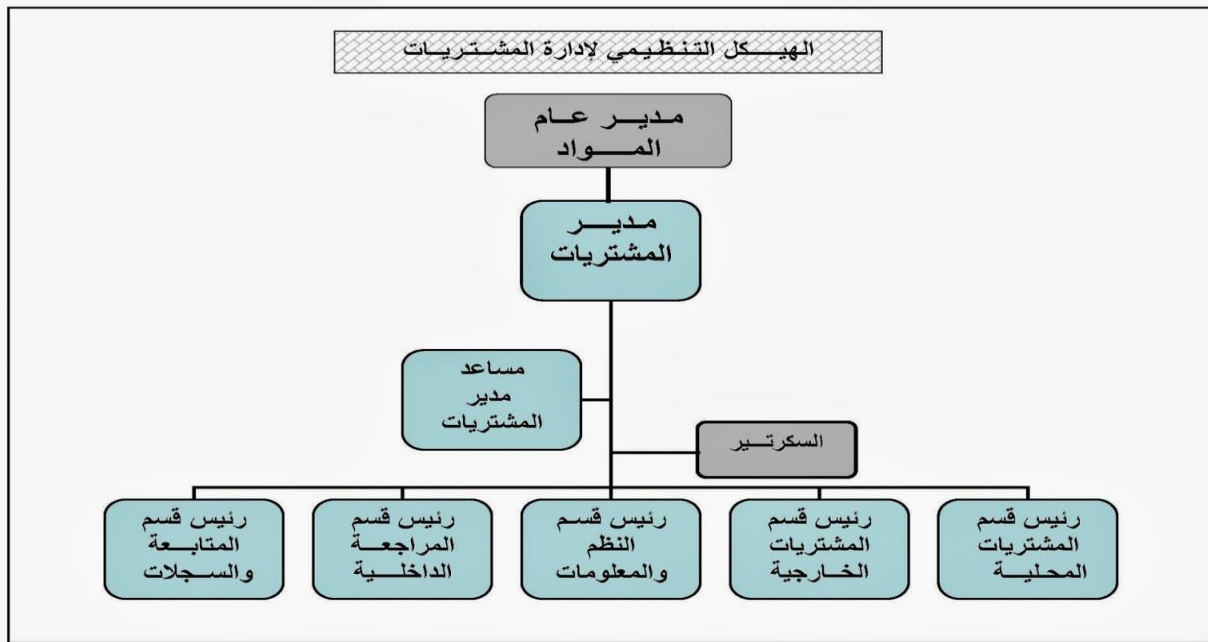 الهيكل التنظيمي لإدارة المشتريات
مدير عام
المواد
مدير
المشتريات
مساعد
مدير
المشتريات
السكرتير
رئيس قسم
المشتريات
المحلية
رئيس قسم
المشتريات
الخارجية
رئيس قسم
النظم
والمعلومات
رئيس قسم
المراجعة
الداخلية
رئيس قسم
المتابعة
والسجلات